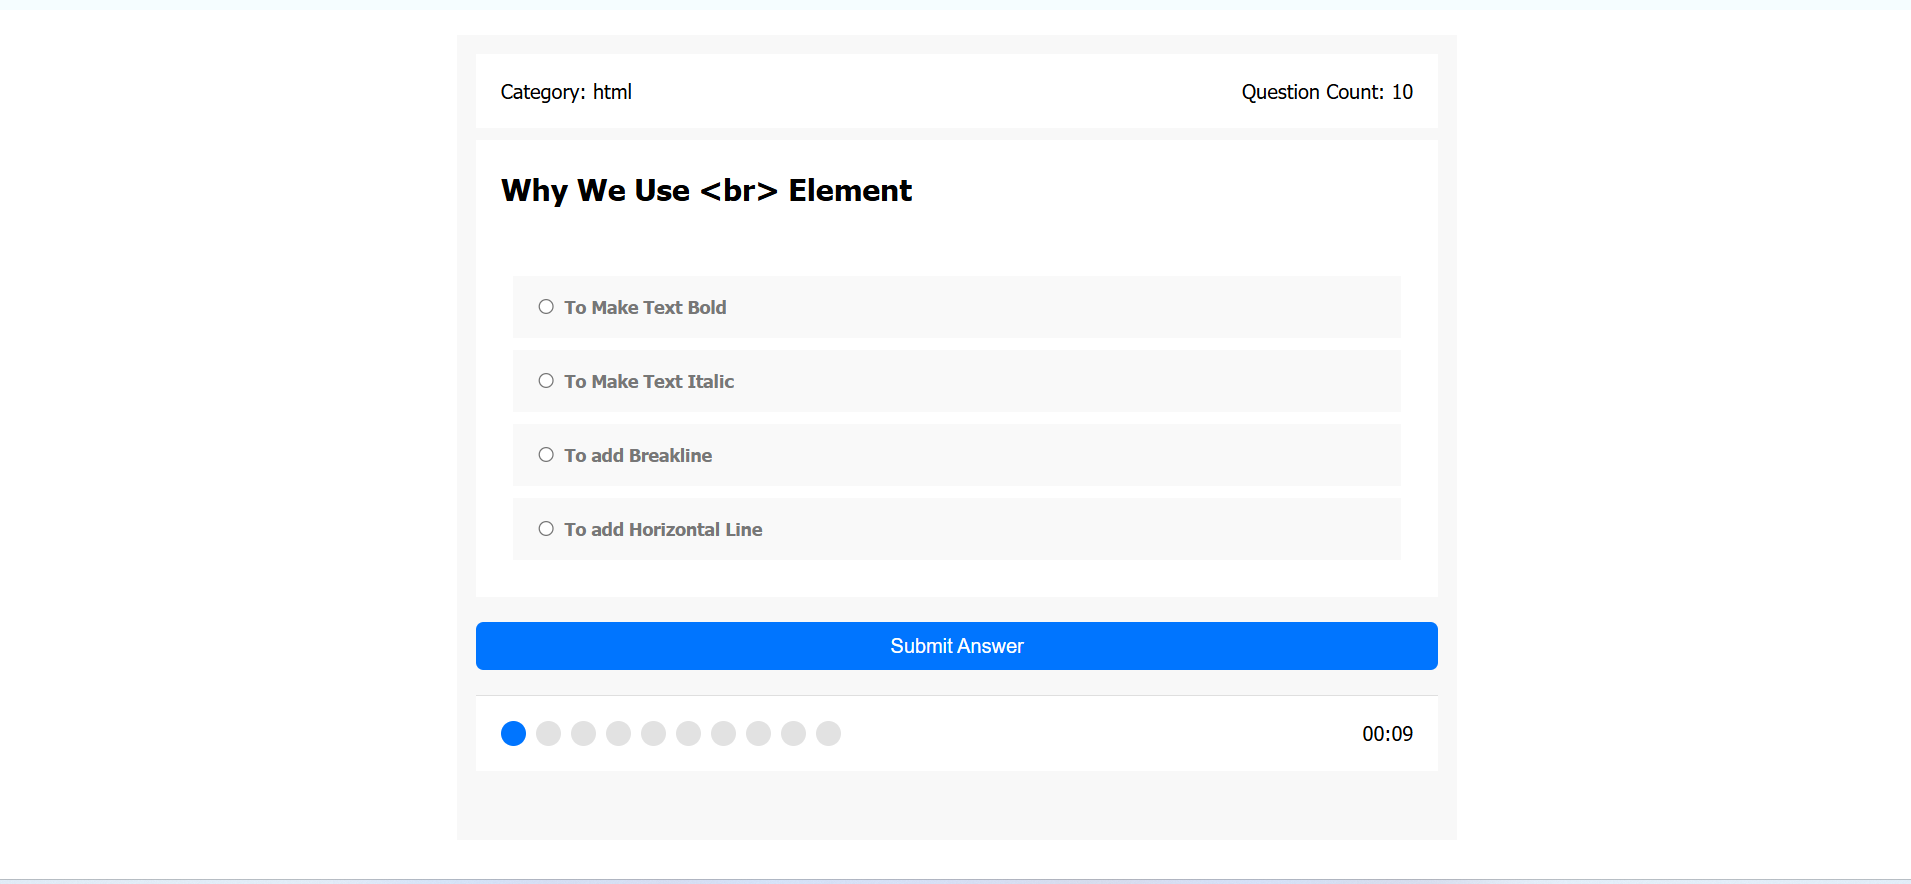 Category: html
Question Count: 10
Why We Use <br> Element
To Make Text Bold
To Make Text Italic
To add Breakline
To add Horizontal Line
Submit Answer
00:09